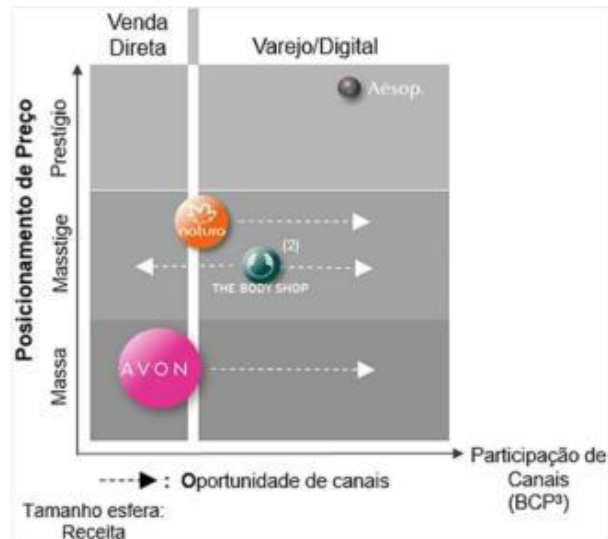 Venda
Direta
Varejo/Digital
Posicionamento de Preço
Prestígio
Masstige
Massa
Aésop.
natura
(2)
THE BODY SHOP
AVON
Participação de
Canais
(BCP³)
: Oportunidade de canais
Tamanho esfera:
Receita